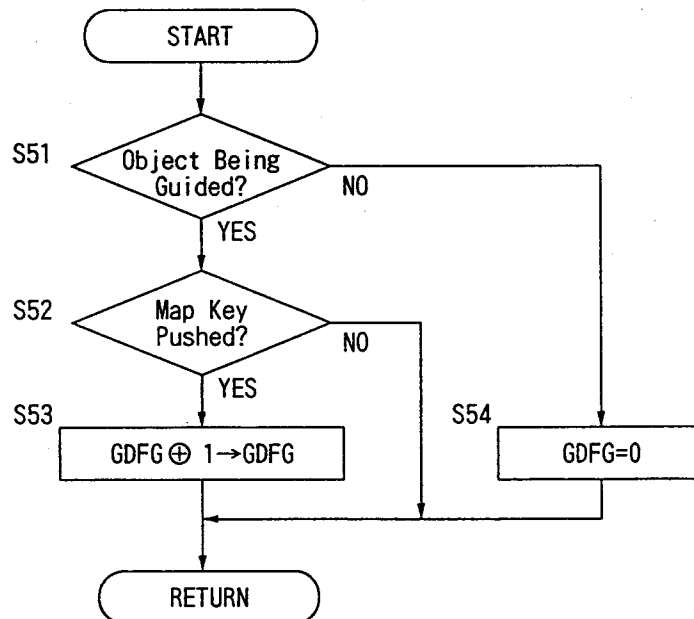 START
S51
Object Being
Guided?
NO
YES
S52
Map Key
Pushed?
NO
YES
S53
GDFG ⊕ 1→GDFG
S54
GDFG=0
RETURN